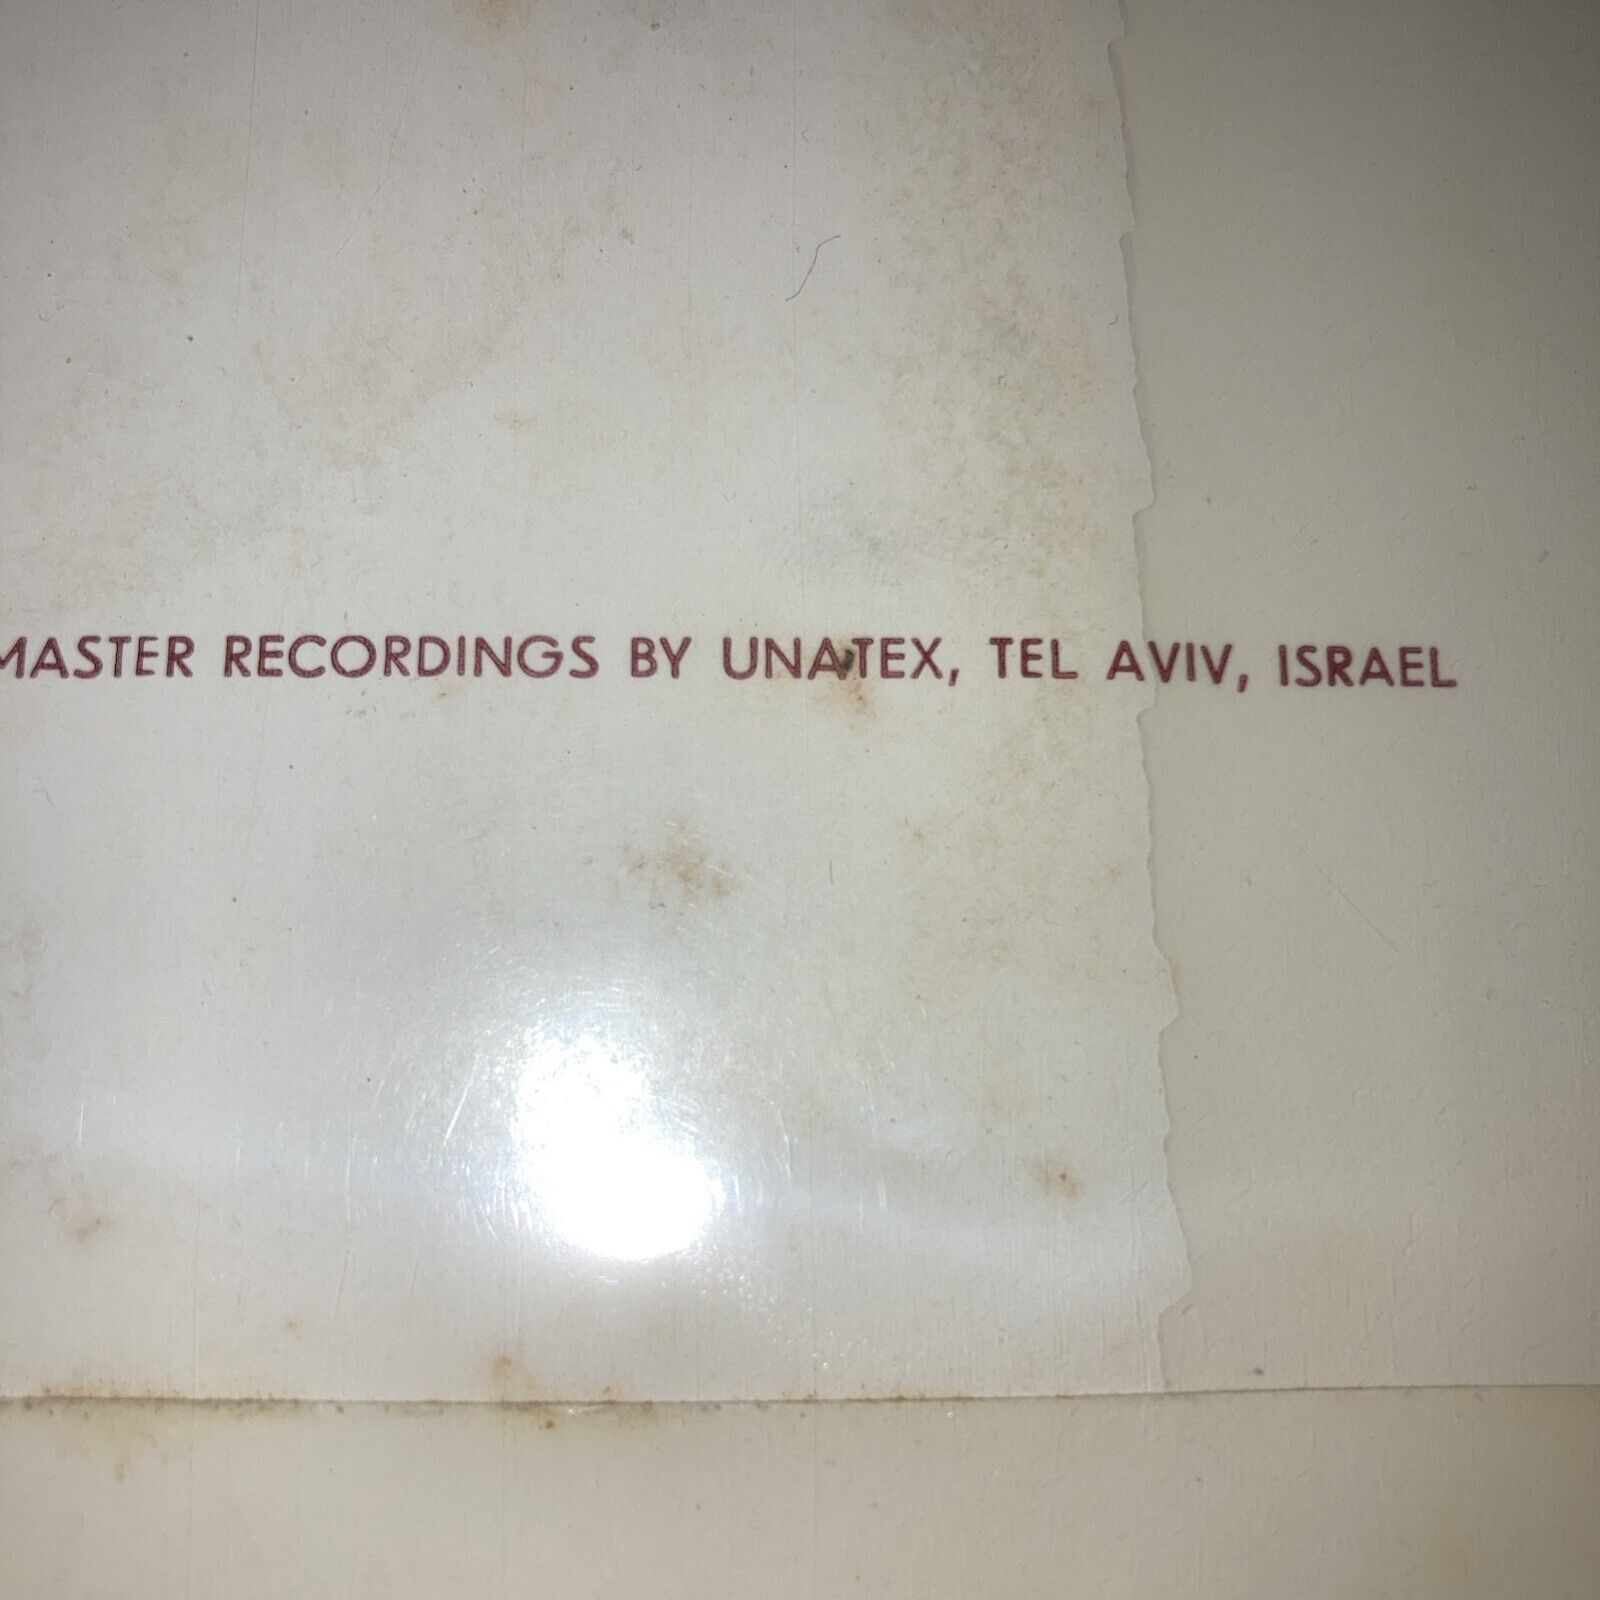 MASTER RECORDINGS BY UNATEX, TEL AVIV, ISRAEL